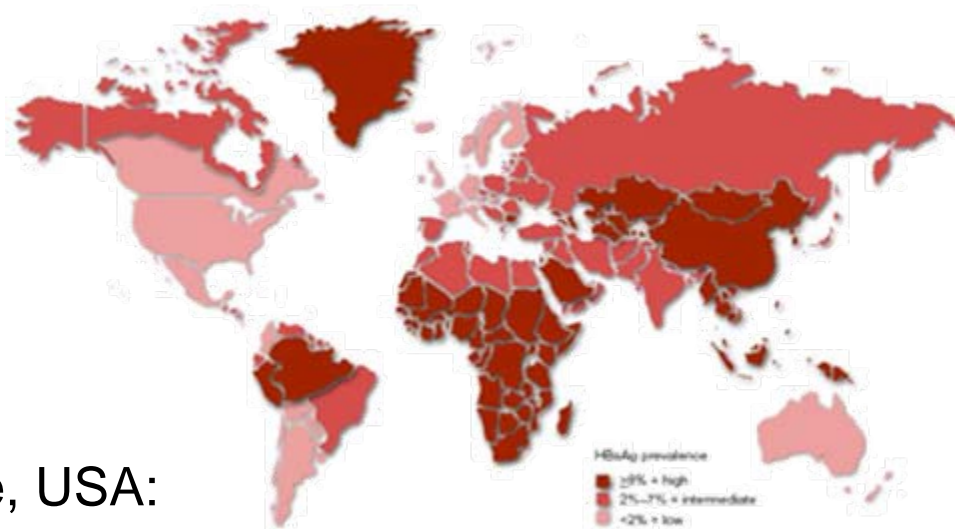 HBsAg prevalence
≥8% = high
2%-7% = intermediate
<2% = low
e, USA: